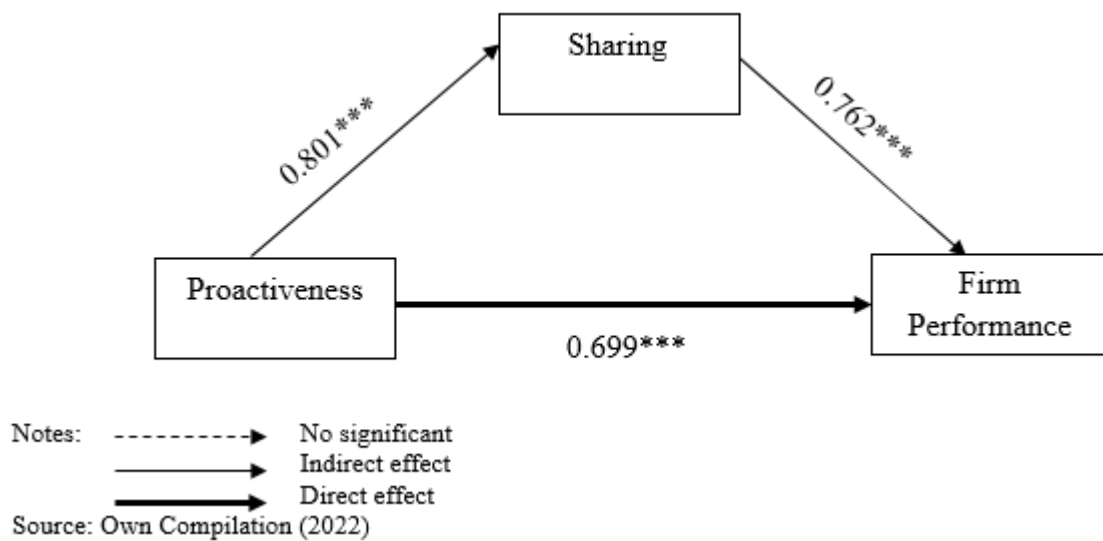 Sharing
0.801***
0.762***
Proactiveness
Firm
Performance
0.699***
Notes:
No significant
Indirect effect
Direct effect
Source: Own Compilation (2022)